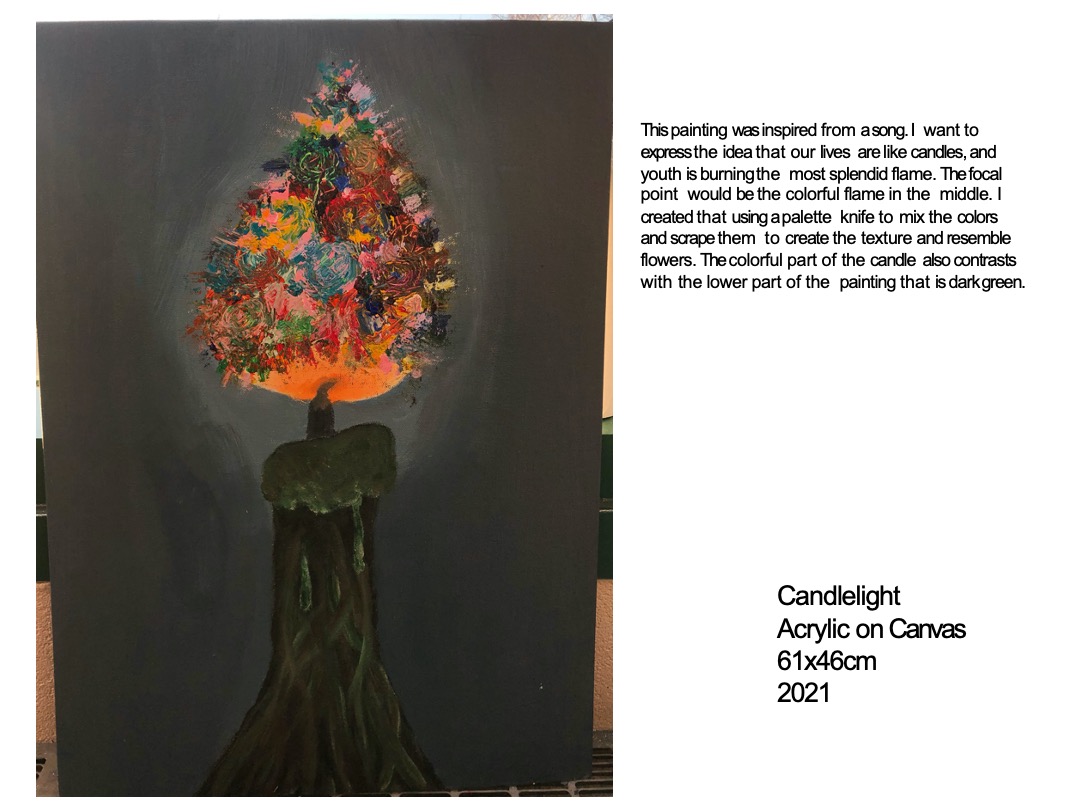 This painting was inspired from a song. I want to
express the idea that our lives are like candles, and
youth is burning the most splendid flame. The focal
point would be the colorful flame in the middle. I
created that using a palette knife to mix the colors
and scrape them to create the texture and resemble
flowers. The colorful part of the candle also contrasts
with the lower part of the painting that is dark green.
Candlelight
Acrylic on Canvas
61x46cm
2021